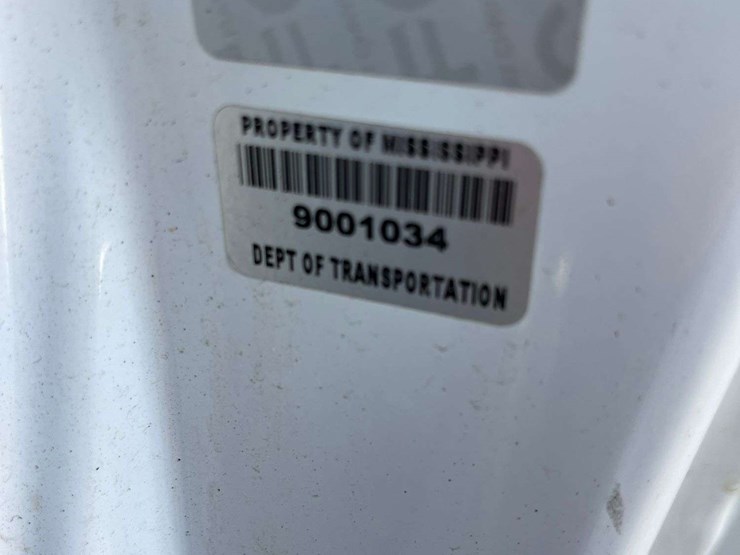 PROPERTY OF MISSISSIPPI
9001034
DEPT OF TRANSPORTATION